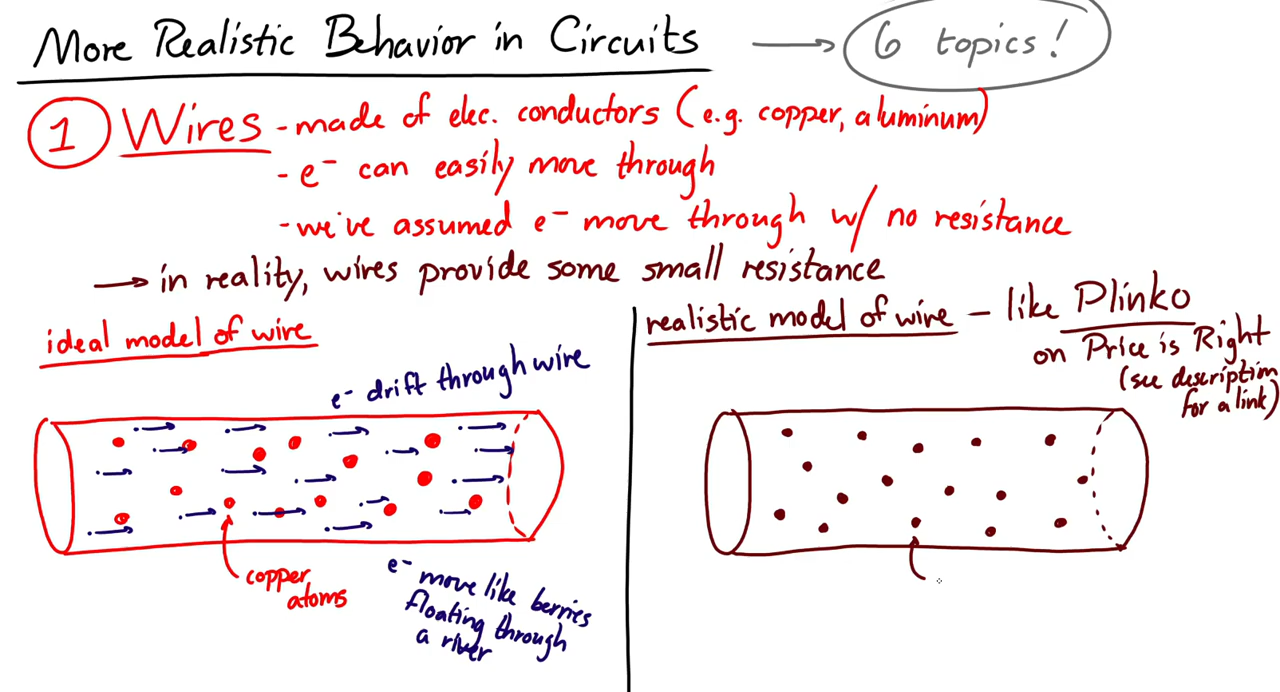 More Realistic Behavior in Circuits → 6 topics!
1 Wires - made of elec. conductors (e.g. copper, aluminum)
- e⁻ can easily move through
- we've assumed e⁻ move through w/ no resistance
→ in reality, wires provide some small resistance
ideal model of wire
e⁻ drift through wire
copper
atoms
e⁻ move like berries
floating through
a river
realistic model of wire - like Plinko
on Price is Right
(see description
for a link)